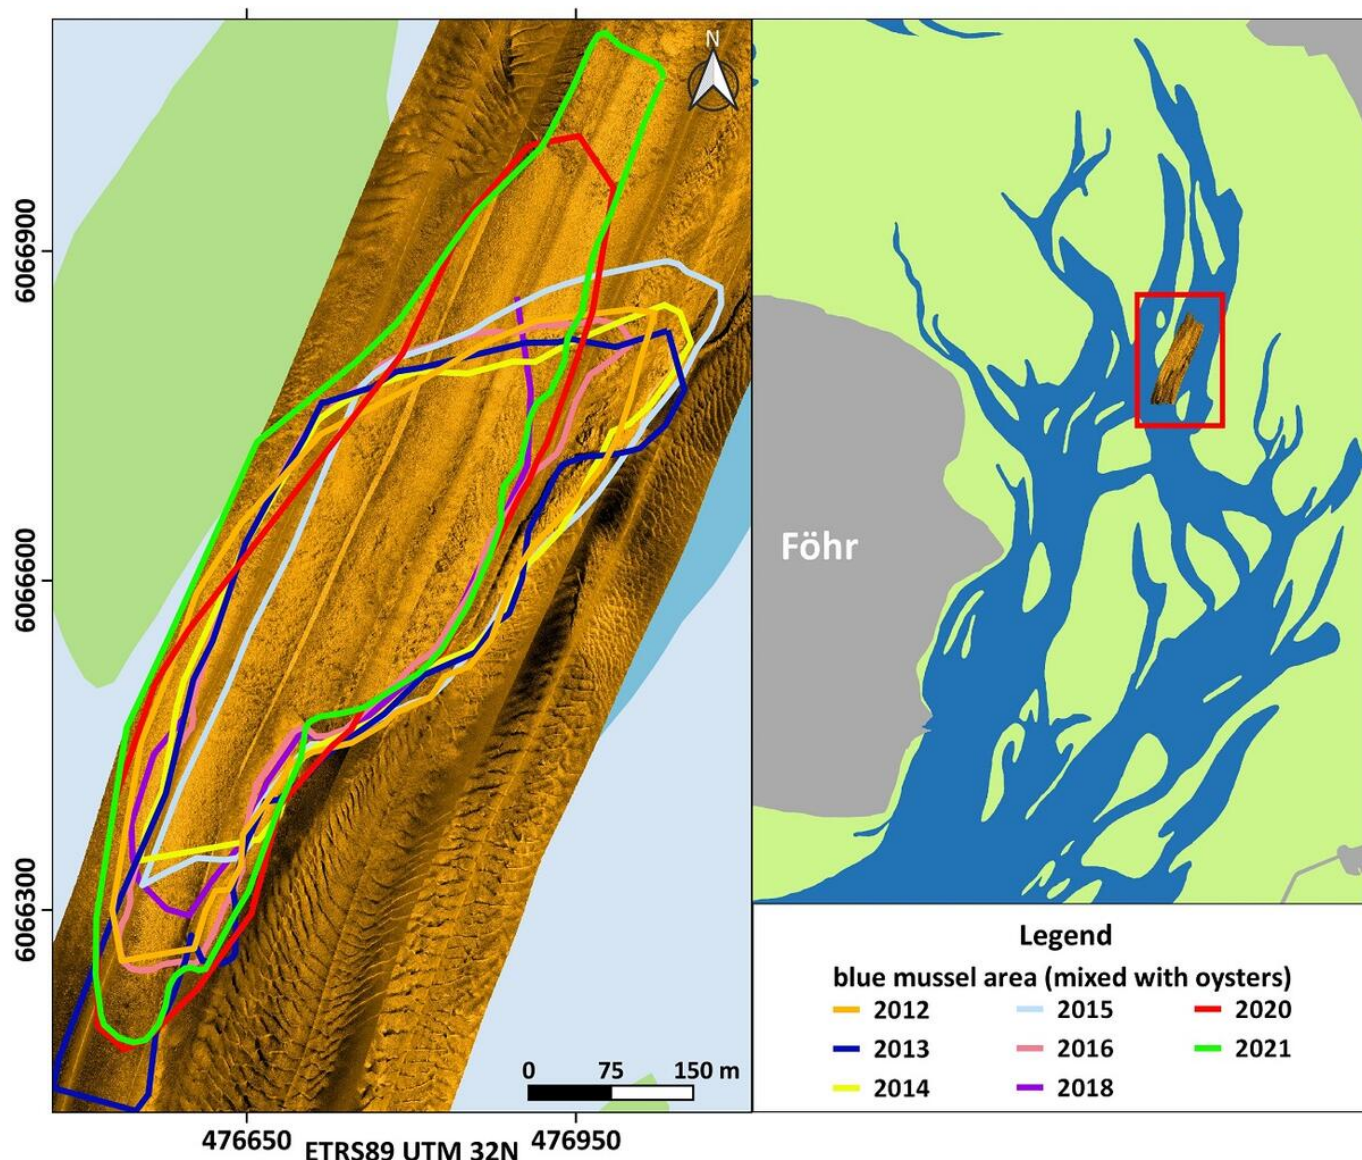 N
6066900
6066600
6066300
0 75 150 m
476650 ETRS89 UTM 32N 476950
Föhr
Legend
blue mussel area (mixed with oysters)
2012 2015 2020
2013 2016 2021
2014 2018